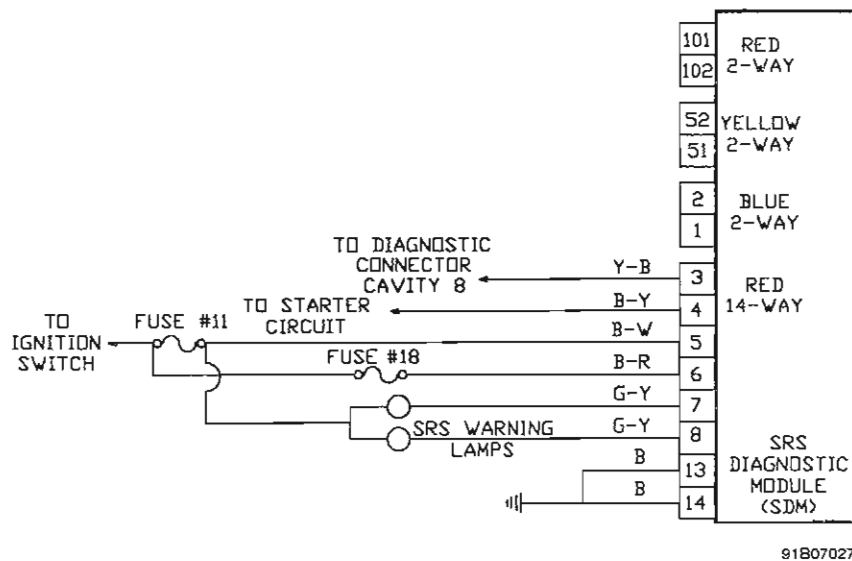 101
RED
2-WAY
102
52
YELLOW
2-WAY
51
2
BLUE
2-WAY
1
TO DIAGNOSTIC
CONNECTOR
CAVITY 8
Y-B
3
RED
14-WAY
TO STARTER
CIRCUIT
B-Y
4
TO
IGNITION
SWITCH
FUSE #11
B-W
5
FUSE #18
B-R
6
G-Y
7
SRS WARNING
LAMPS
G-Y
8
B
13
B
14
SRS
DIAGNOSTIC
MODULE
(SDM)
91B07027